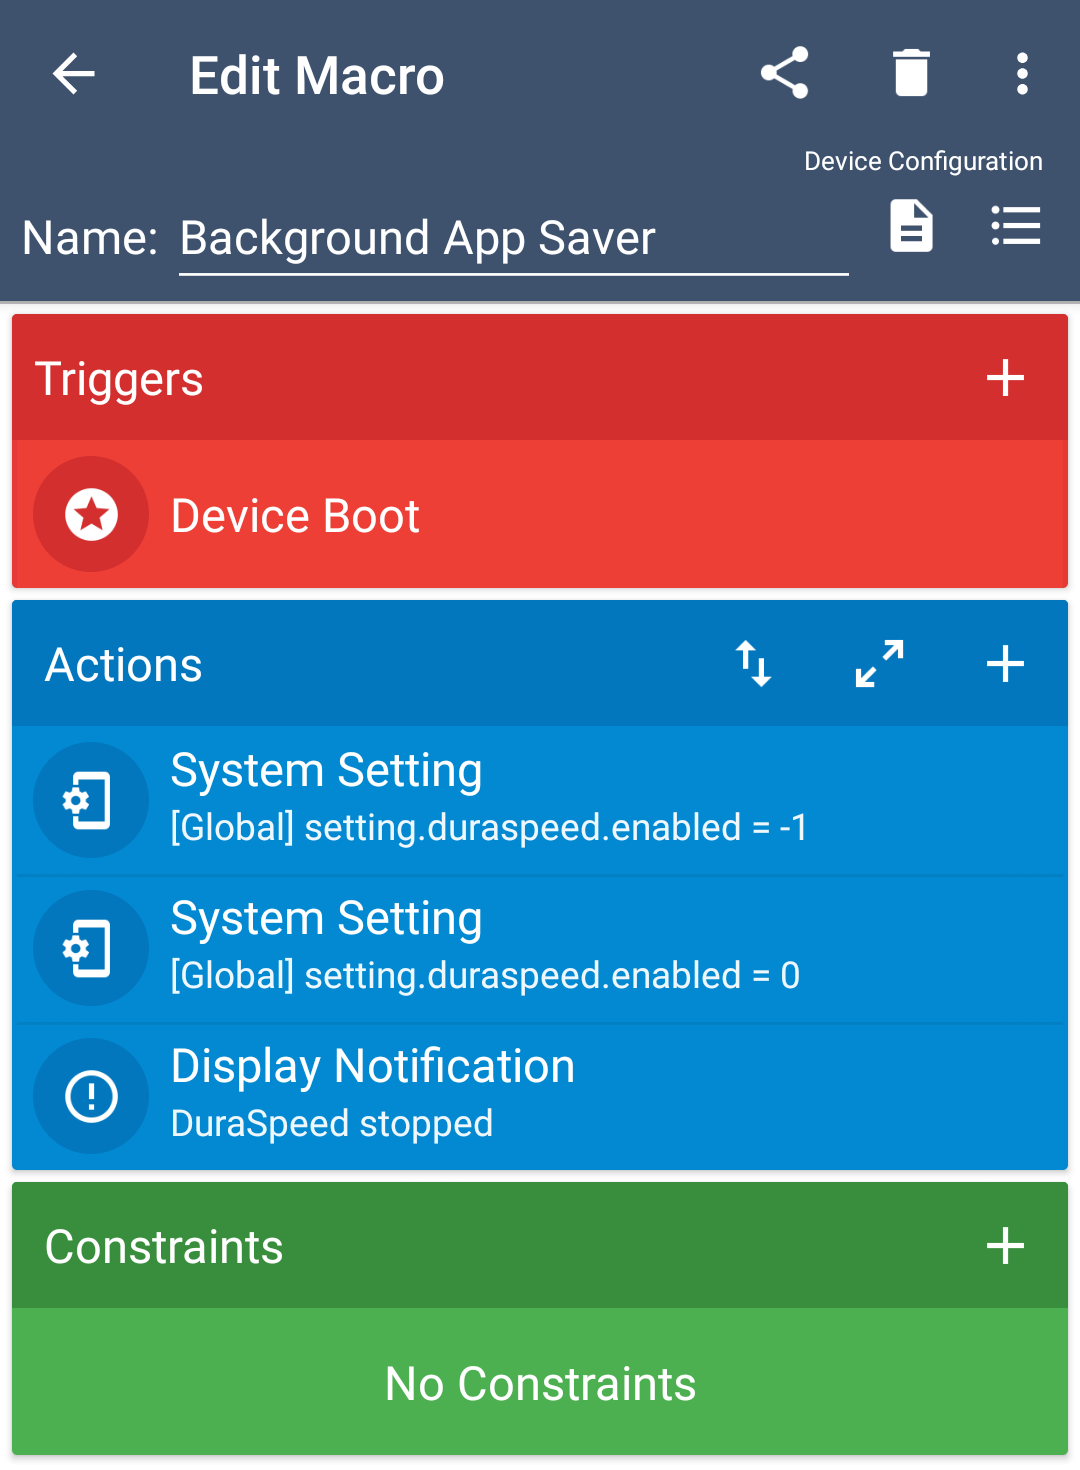 Edit Macro
Device Configuration
Name: Background App Saver
Triggers
Device Boot
Actions
System Setting
[Global] setting.duraspeed.enabled = -1
System Setting
[Global] setting.duraspeed.enabled = 0
Display Notification
DuraSpeed stopped
Constraints
No Constraints